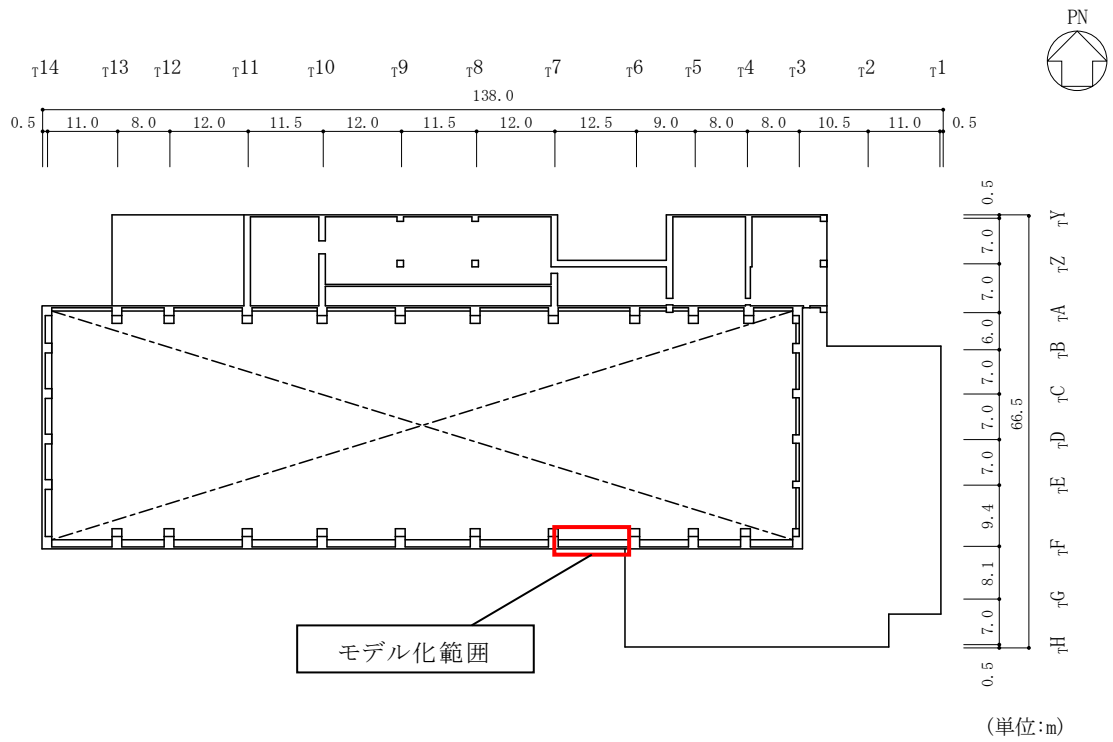 PN
T14 T13 T12 T11 T10 T9 T8 T7 T6 T5 T4 T3 T2 T1
138.0
0.5 11.0 8.0 12.0 11.5 12.0 11.5 12.0 12.5 9.0 8.0 8.0 10.5 11.0 0.5
0.5
7.0 TY
7.0 TZ
6.0 TA
7.0 TB
7.0 TC
66.5
7.0 TD
9.4 TE
8.1 TF
7.0 TG
0.5 TH
モデル化範囲
(単位:m)